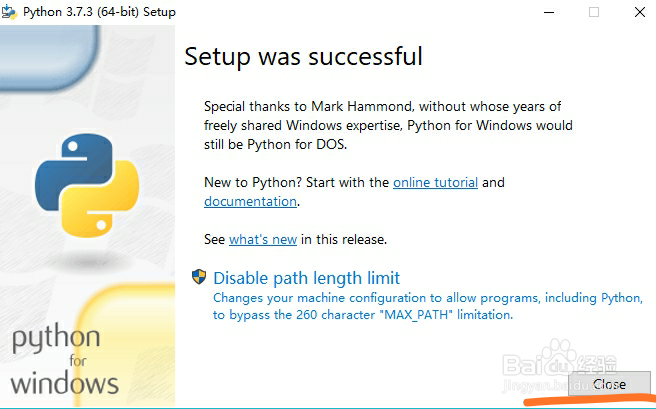 Python 3.7.3 (64-bit) Setup
Setup was successful
Special thanks to Mark Hammond, without whose years of
freely shared Windows expertise, Python for Windows would
still be Python for DOS.
New to Python? Start with the online tutorial and
documentation.
See what's new in this release.
Disable path length limit
Changes your machine configuration to allow programs, including Python,
to bypass the 260 character "MAX_PATH" limitation.
python
for
windows
Baidu经验
jingyan.baidu.com
Close